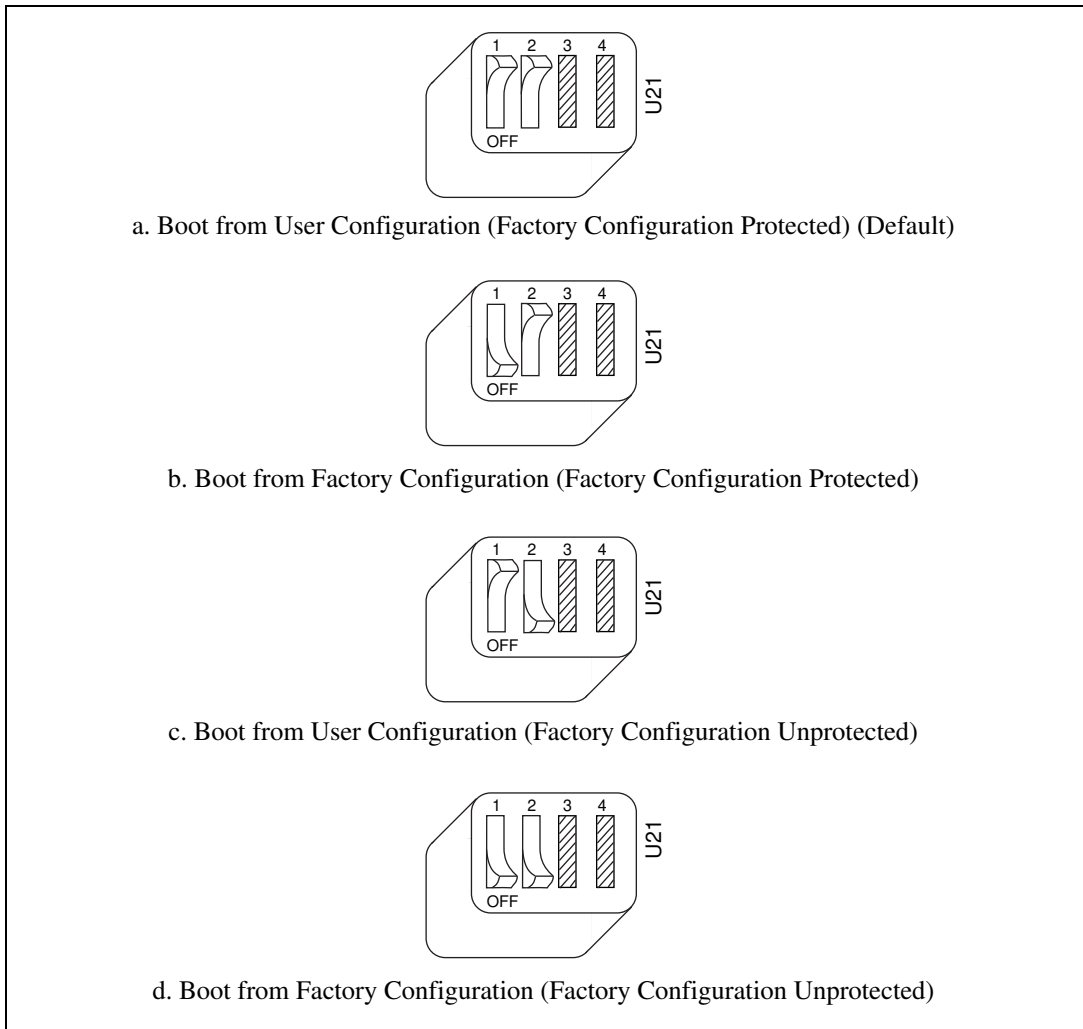 1 2 3 4
U21
OFF
a. Boot from User Configuration (Factory Configuration Protected) (Default)
1 2 3 4
U21
OFF
b. Boot from Factory Configuration (Factory Configuration Protected)
1 2 3 4
U21
OFF
c. Boot from User Configuration (Factory Configuration Unprotected)
1 2 3 4
U21
OFF
d. Boot from Factory Configuration (Factory Configuration Unprotected)